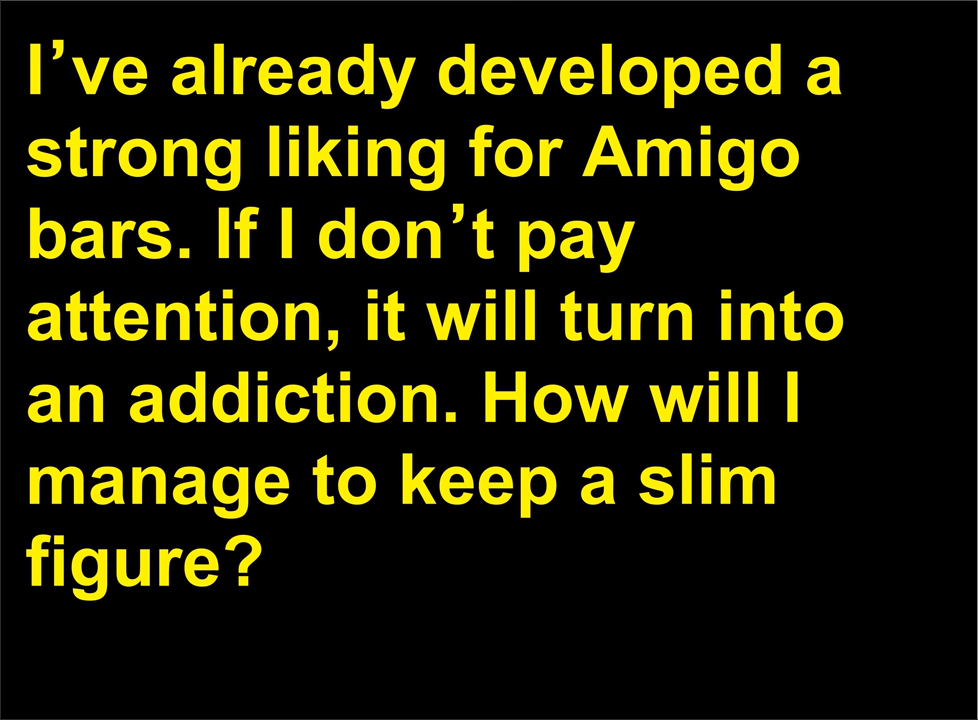 I’ve already developed a
strong liking for Amigo
bars. If I don’t pay
attention, it will turn into
an addiction. How will I
manage to keep a slim
figure?